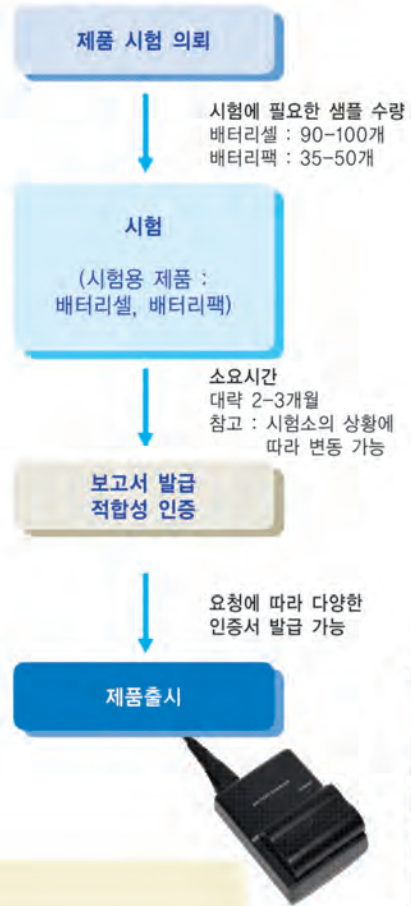 제품 시험 의뢰
시험에 필요한 샘플 수량
배터리셀 : 90-100개
배터리팩 : 35-50개
시험
(시험용 제품 :
배터리셀, 배터리팩)
소요시간
대략 2-3개월
참고 : 시험소의 상황에
따라 변동 가능
보고서 발급
적합성 인증
요청에 따라 다양한
인증서 발급 가능
제품출시